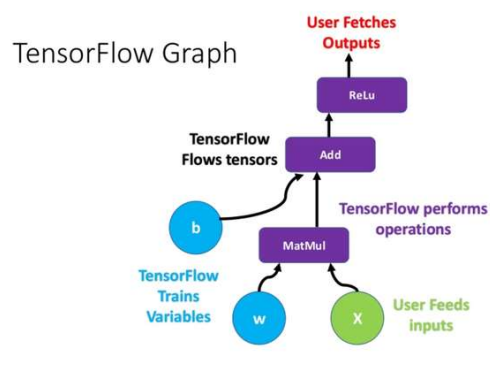 User Fetches
Outputs
TensorFlow Graph
ReLu
TensorFlow
Flows tensors
Add
b
TensorFlow performs
operations
MatMul
TensorFlow
Trains
Variables
w
X
User Feeds
inputs